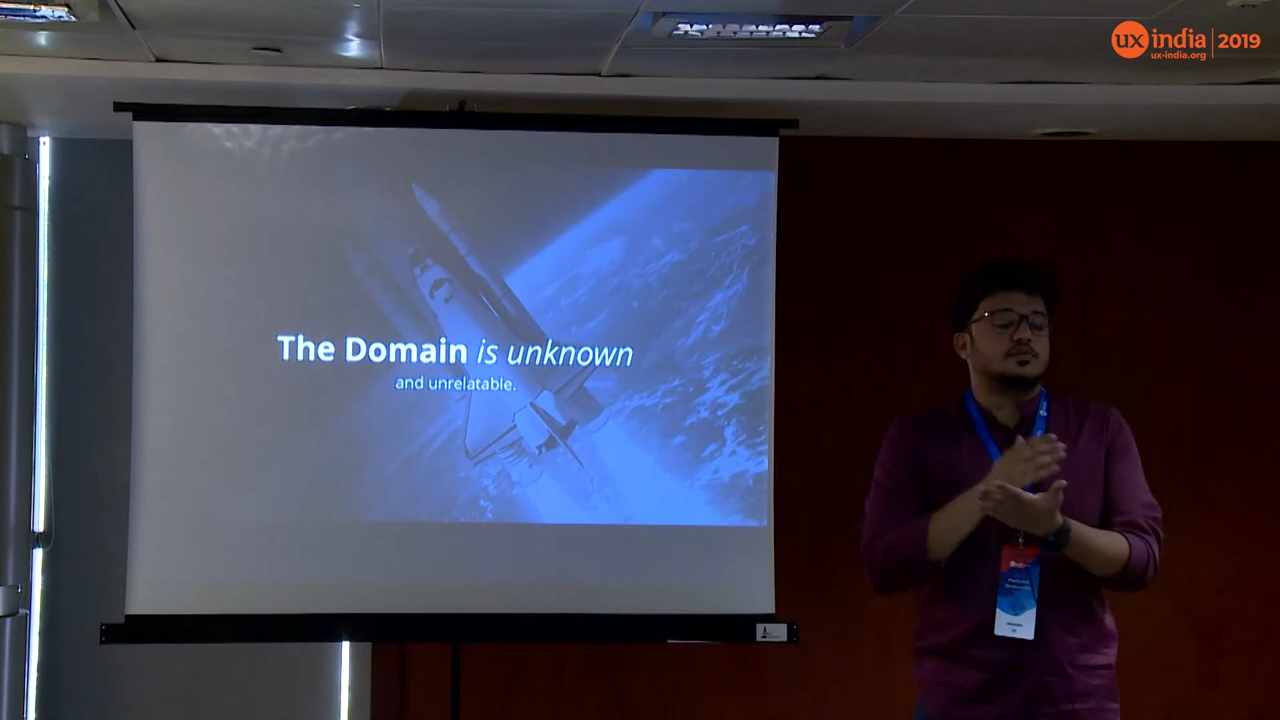 ux india | 2019
ux-india.org
The Domain is unknown
and unrelatable.